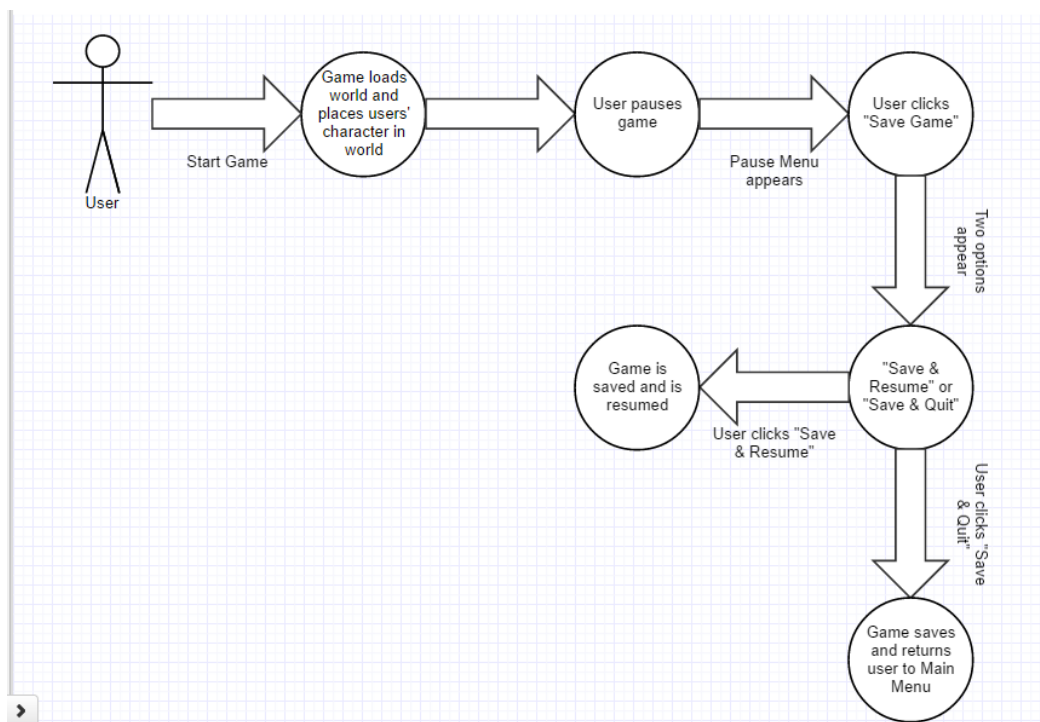 Game loads
world and
places users'
character in
world
User pauses
game
User clicks
"Save Game"
Start Game
Pause Menu
appears
User
Two options
appear
Game is
saved and is
resumed
"Save &
Resume" or
"Save & Quit"
User clicks "Save
& Resume"
User clicks "Save
& Quit"
Game saves
and returns
user to Main
Menu